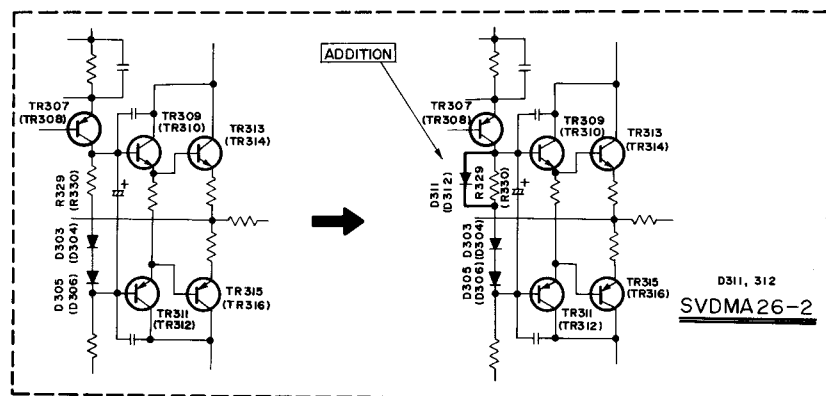 ADDITION
TR307
(TR308)
TR309
(TR310)
TR313
(TR314)
R329
(R330)
+
D303
(D304)
D305
(D306)
TR311
(TR312)
TR315
(TR316)
TR307
(TR308)
TR309
(TR310)
TR313
(TR314)
D311
(D312)
R329
(R330)
+
D303
(D304)
D305
(D306)
TR311
(TR312)
TR315
(TR316)
D311, 312
SVDMA26-2